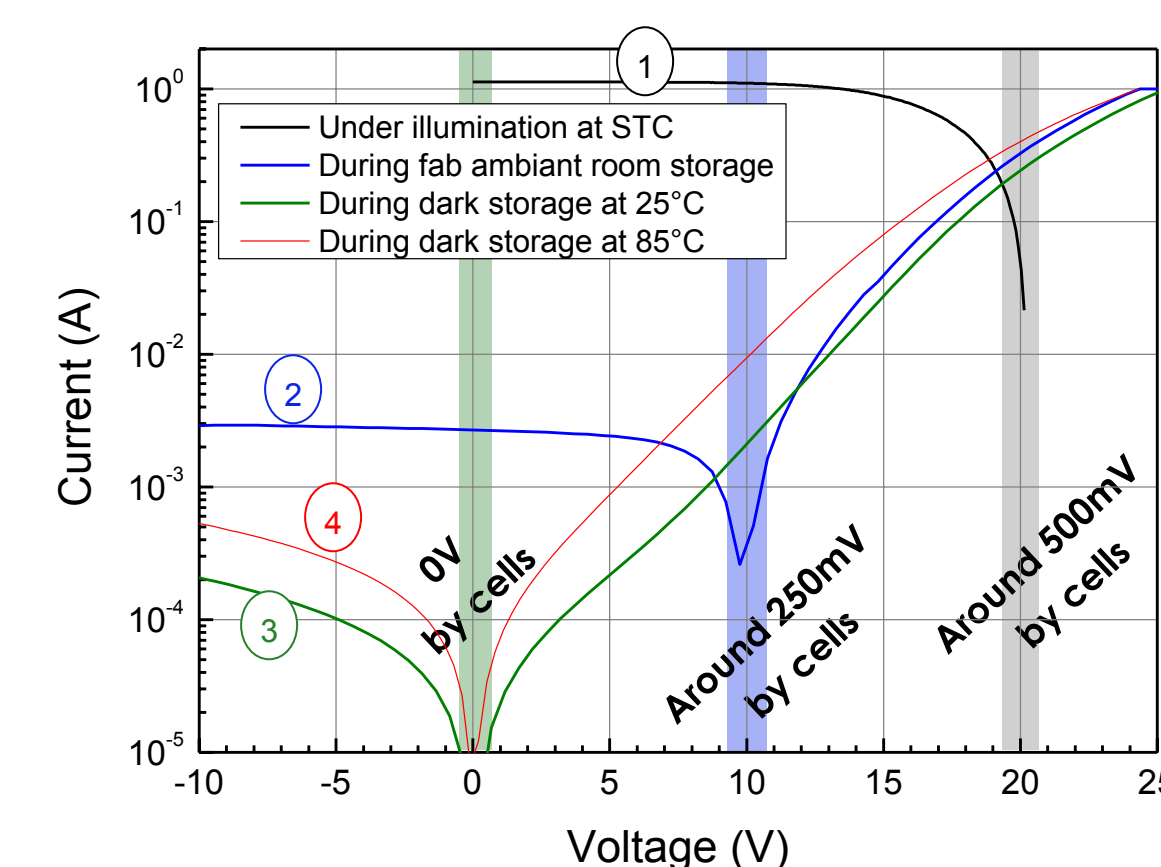 1
10⁰
Under illumination at STC
During fab ambiant room storage
During dark storage at 25°C
During dark storage at 85°C
10⁻¹
10⁻²
2
10⁻³
4
3
10⁻⁴
10⁻⁵
Current (A)
0V
by cells
Around 250mV
by cells
Around 500mV
by cells
-10 -5 0 5 10 15 20 25
Voltage (V)